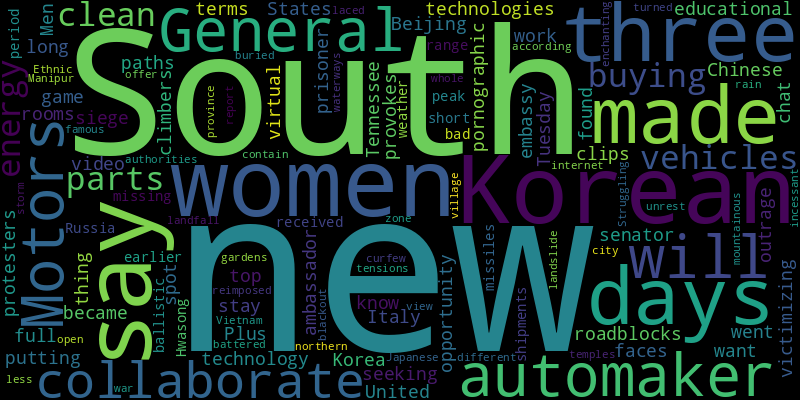 South
new
Korean
women
three
say
made
will
days
General
Motors
automaker
collaborate
clean
terms
States
technologies
educational
Beijing
work
according
period
Men
long
paths
offer
buried
laced
turned
enchanting
range
whole
Ethnic
Manipur
energy
game
rooms
siege
climberss
province
report
virtual
prisoner
waterways
Tennessee
provokes
weather
peak
short
bad
pornographic
embassy
Tuesday
found
buying
Chinese
rain
chat
clips
internet
vehicles
famous
video
authorities
contain
parts
missing
landfall
received
zone
village
Struggling
unrest
mountainous
outrage
incessant
storm
Russia
protesters
thing
earlier
ballistic
spot
Hwasong
gardens
top
reimposed
stay
Vietnam
Plus
battered
northern
ambassador
blackout
curfew
tensions
know
view
Italy
opportunity
missiles
shipments
landslide
city
senator
roadblocks
went
faces
want
victimizing
became
full
open
putting
less
war
technology
Korea
seeking
United
Japanese
different
temples